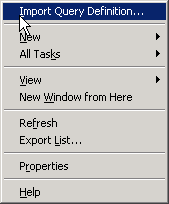 Import Query Definition...
New
All Tasks
View
New Window from Here
Refresh
Export List...
Properties
Help